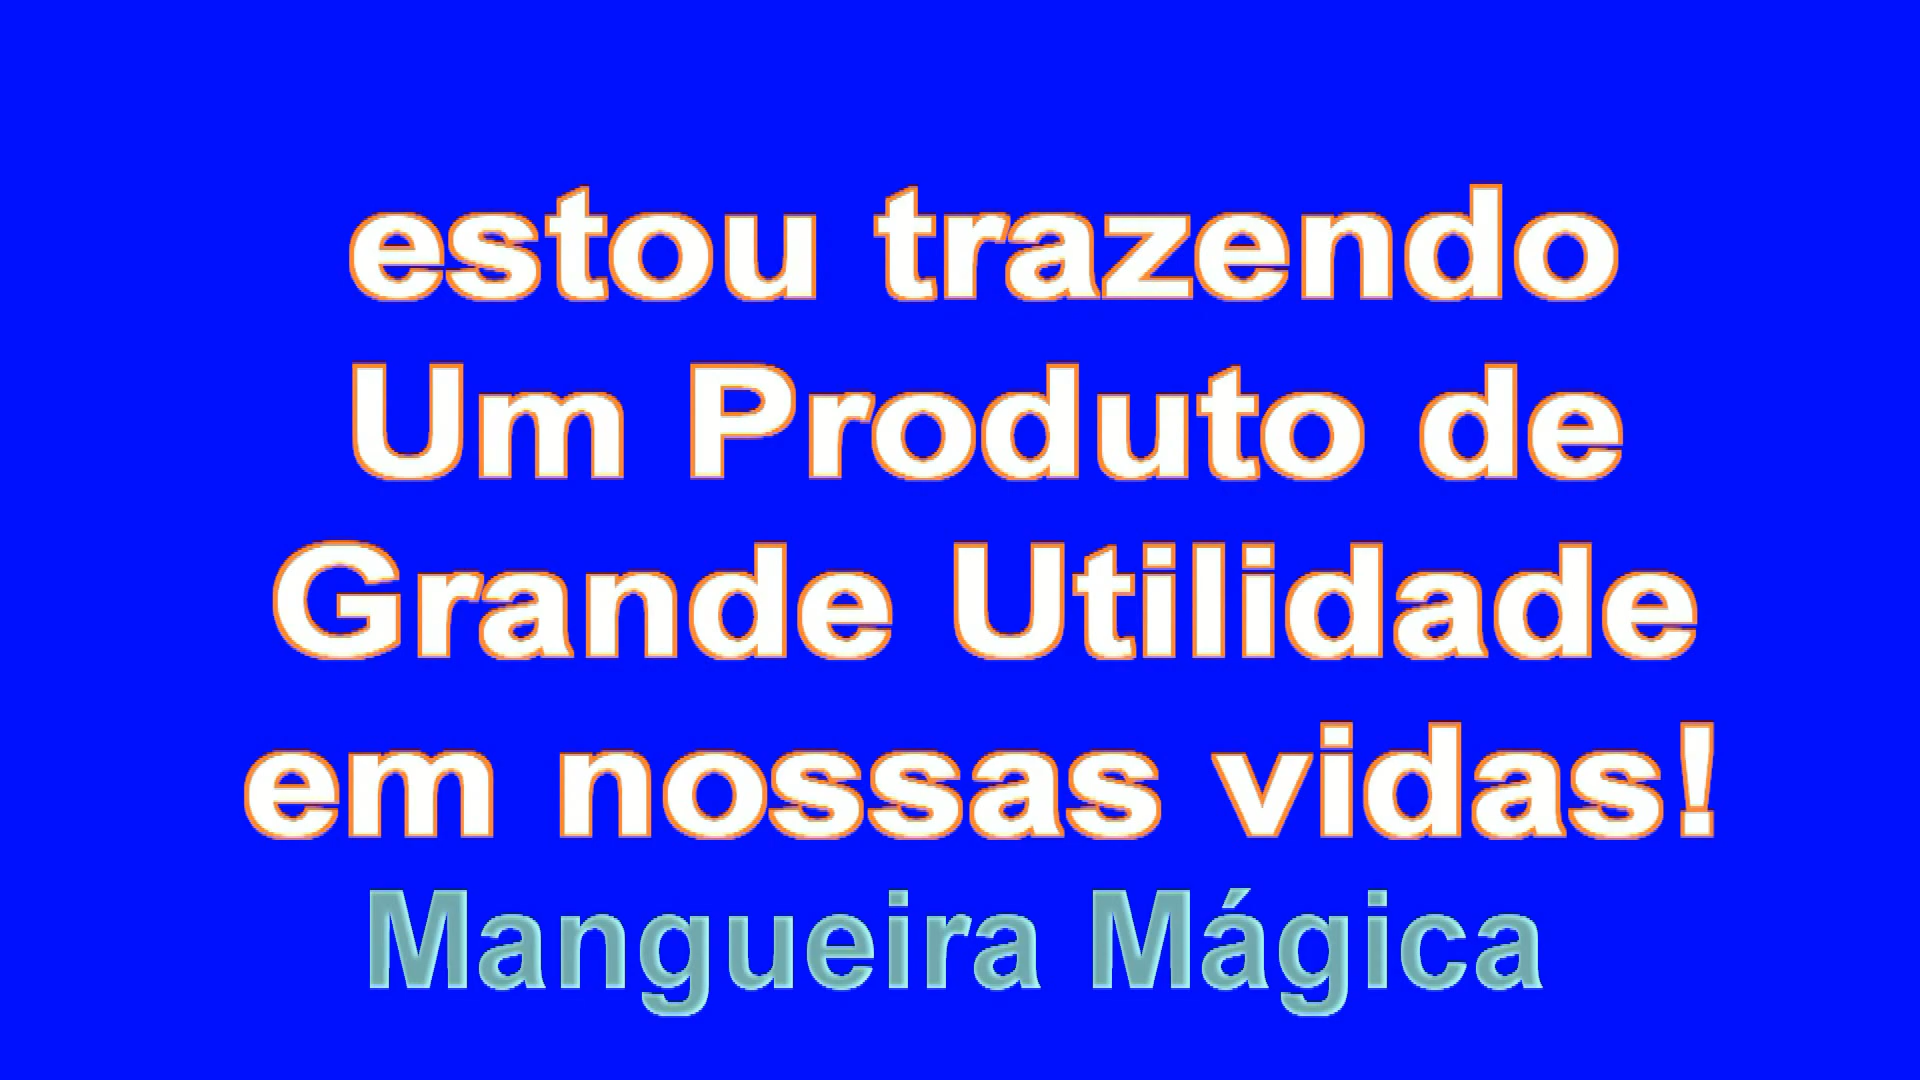 estou trazendo
Um Produto de
Grande Utilidade
em nossas vidas!
Mangueira Mágica